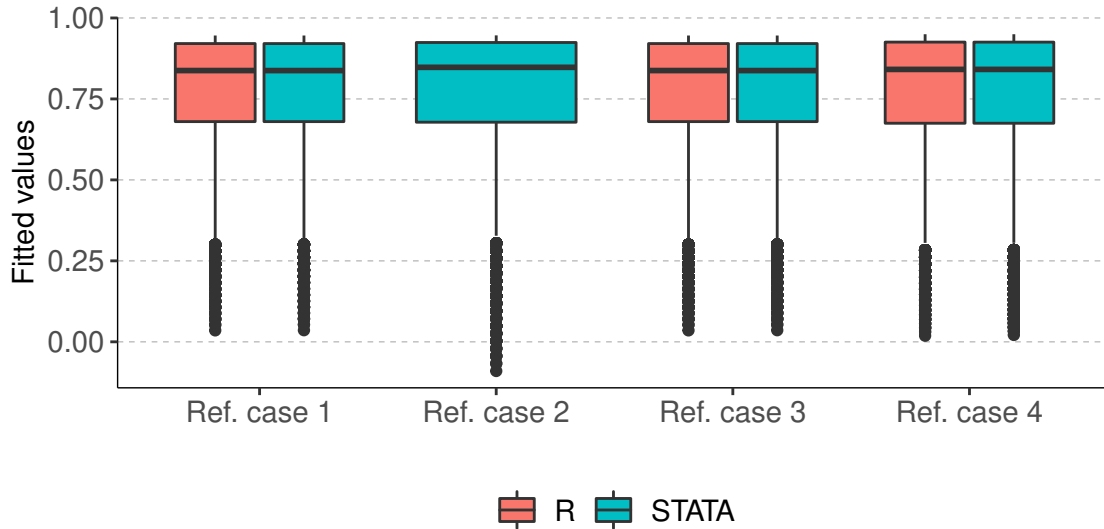 1.00
0.75
0.50
0.25
0.00
Fitted values
Ref. case 1 Ref. case 2 Ref. case 3 Ref. case 4
R STATA